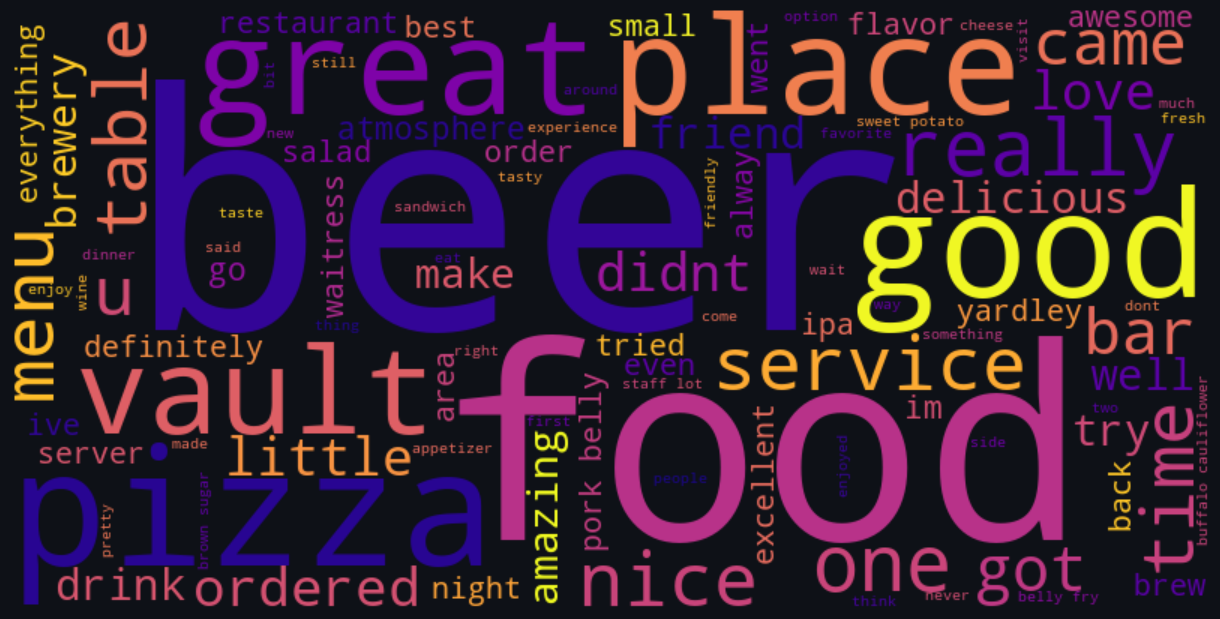 restaurant
best
small
option
flavor
cheese
visit
awesome
came
everything
brewery
table
great
bit
still
around
place
went
love
much
fresh
new
atmosphere
experience
friend
sweet potato
favorite
really
salad
order
tasty
friendly
alway
delicious
beer
taste
waitress
sandwich
good
menu
dinner
said
go
eat
make
didnt
wait
way
enjoy
wine
u
thing
come
ipa
yardley
dont
something
bar
definitely
vault
area
right
food
tried
even
staff lot
service
well
im
ive
server
made
little
appetizer
first
amazing
pork belly
excellent
enjoyed
side
two
try
time
buffalo cauliflower
pizza
pretty
brown sugar
people
back
drink
ordered
night
nice
one
think
never
got
belly fry
brew